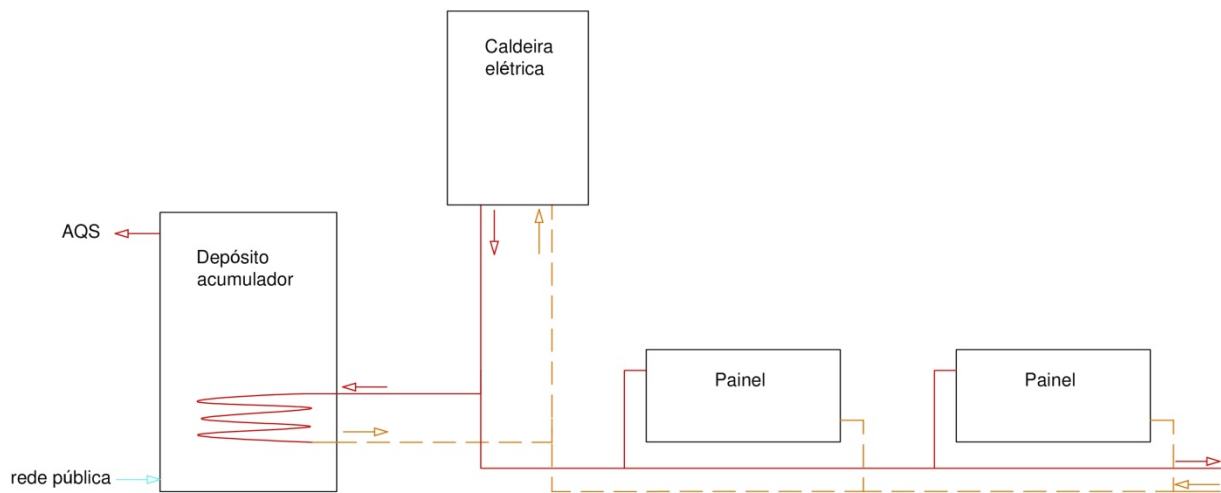 Caldeira
elétrica
AQS
Depósito
acumulador
Painel
Painel
rede pública